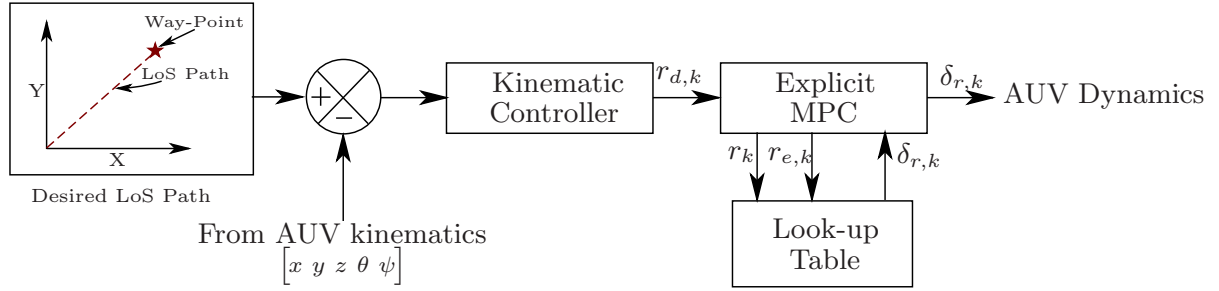 Way-Point
LoS Path
Y
X
Desired LoS Path
+
−
From AUV kinematics
[x y z θ ψ]
Kinematic
Controller
r_{d,k}
Explicit
MPC
δ_{r,k}
AUV Dynamics
r_k r_{e,k} δ_{r,k}
Look-up
Table